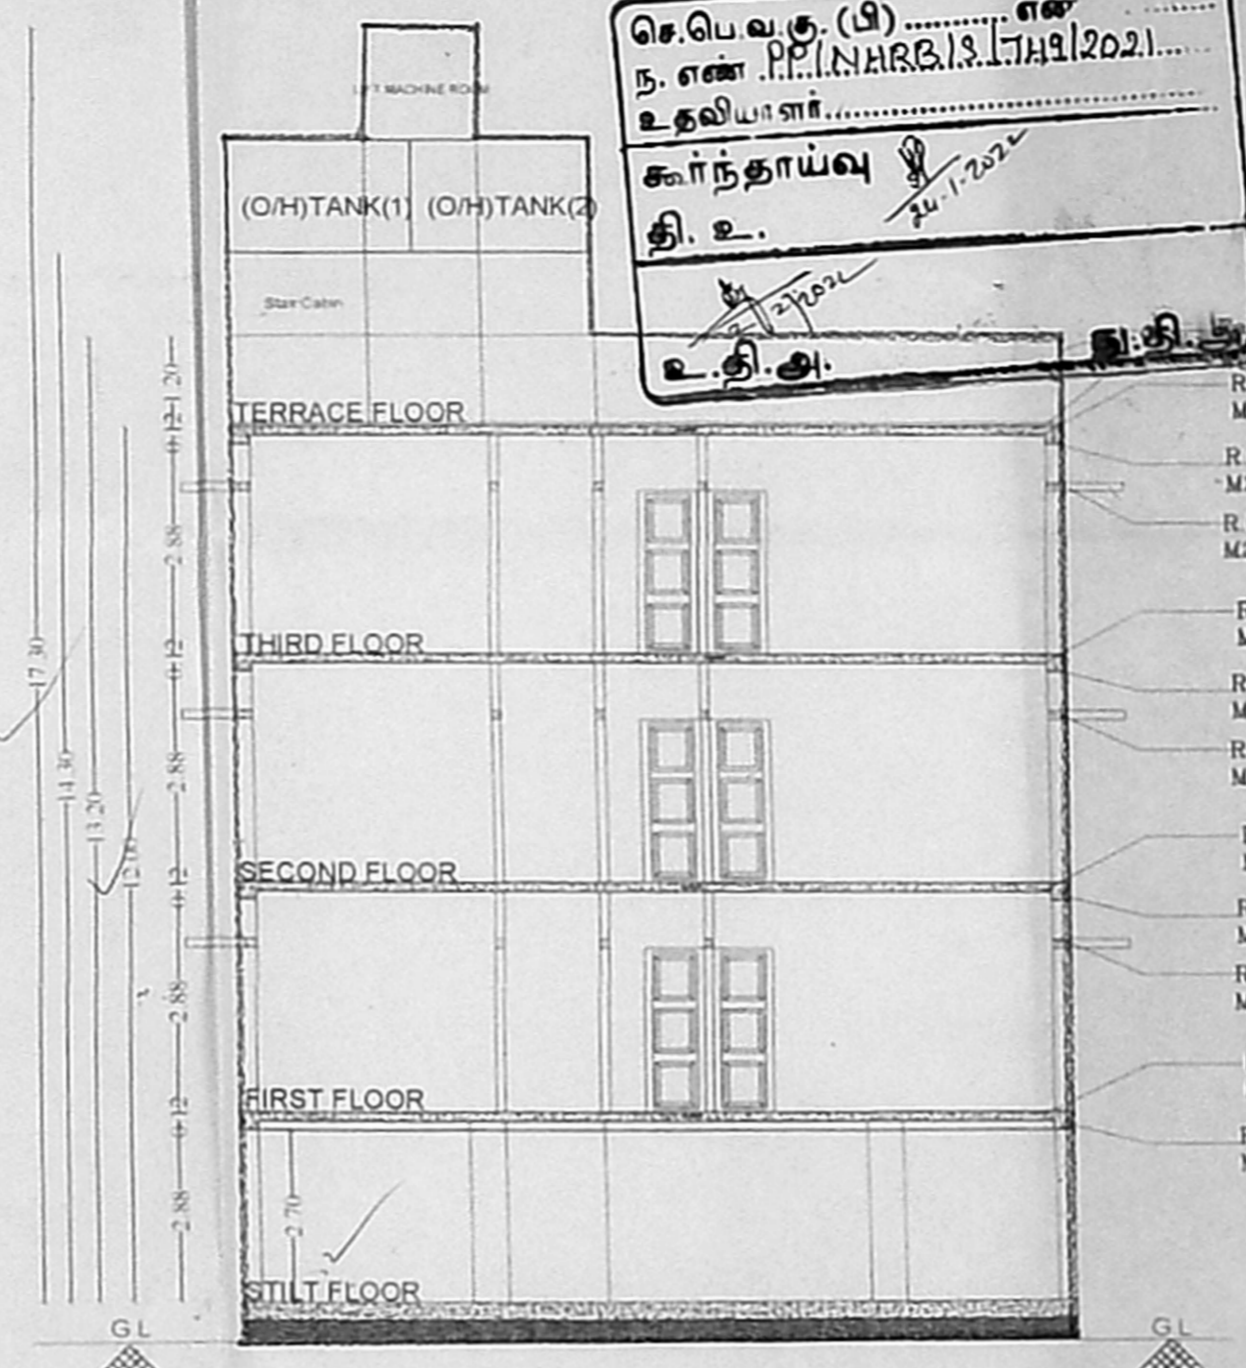 செ.பெ.வ.கு. (பி) .......... எண்
ந. எண் .PP/NHRB/S/749/2021....
உதவியாளர்..........
கூர்ந்தாய்வு
24.1.2022
தி. உ.
உ.தி.அ.
LIFT MACHINE ROOM
(O/H)TANK(1) (O/H)TANK(2)
Stair Cabin
1.20
TERRACE FLOOR
12
2.88
THIRD FLOOR
12
17.30
14.30
13.20
2.88
SECOND FLOOR
12
2.88
FIRST FLOOR
12
2.88
2.70
STILT FLOOR
GL
GL